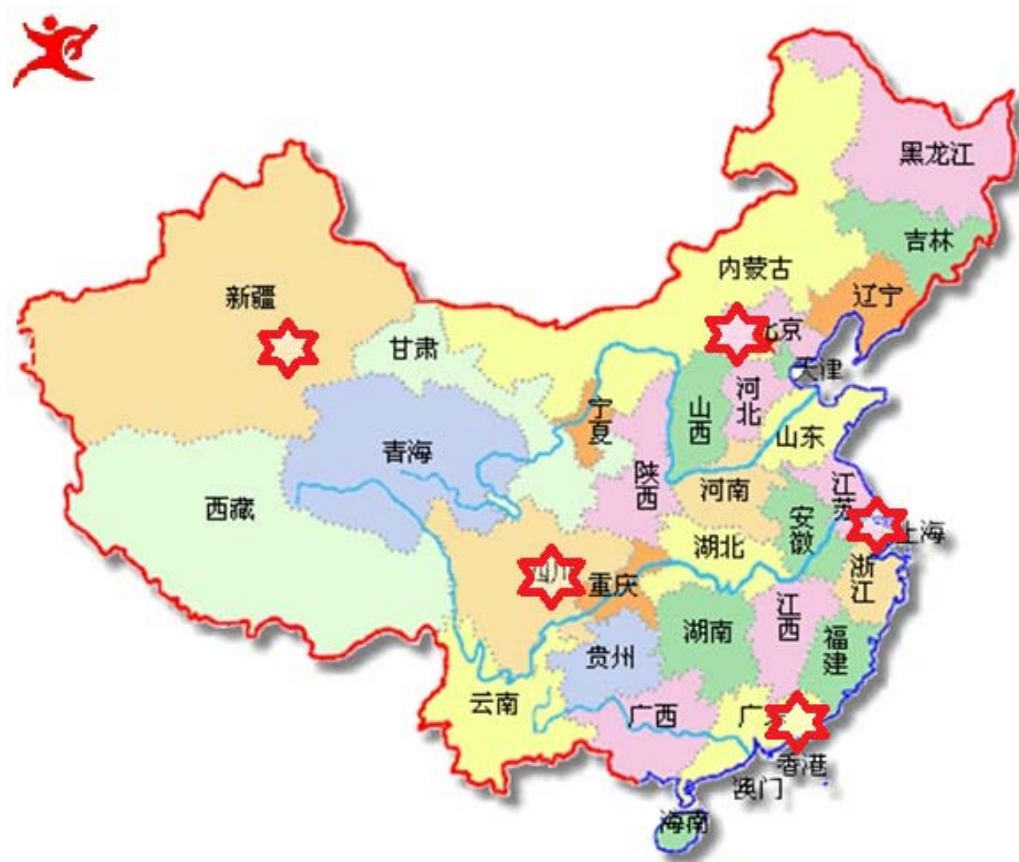 黑龙江
吉林
内蒙古
辽宁
新疆
北京
甘肃
天津
河北
宁夏
山西
山东
青海
陕西
河南
江苏
西藏
安徽
上海
湖北
浙江
四川
重庆
江西
湖南
福建
贵州
云南
广西
广
香港
澳门
海南